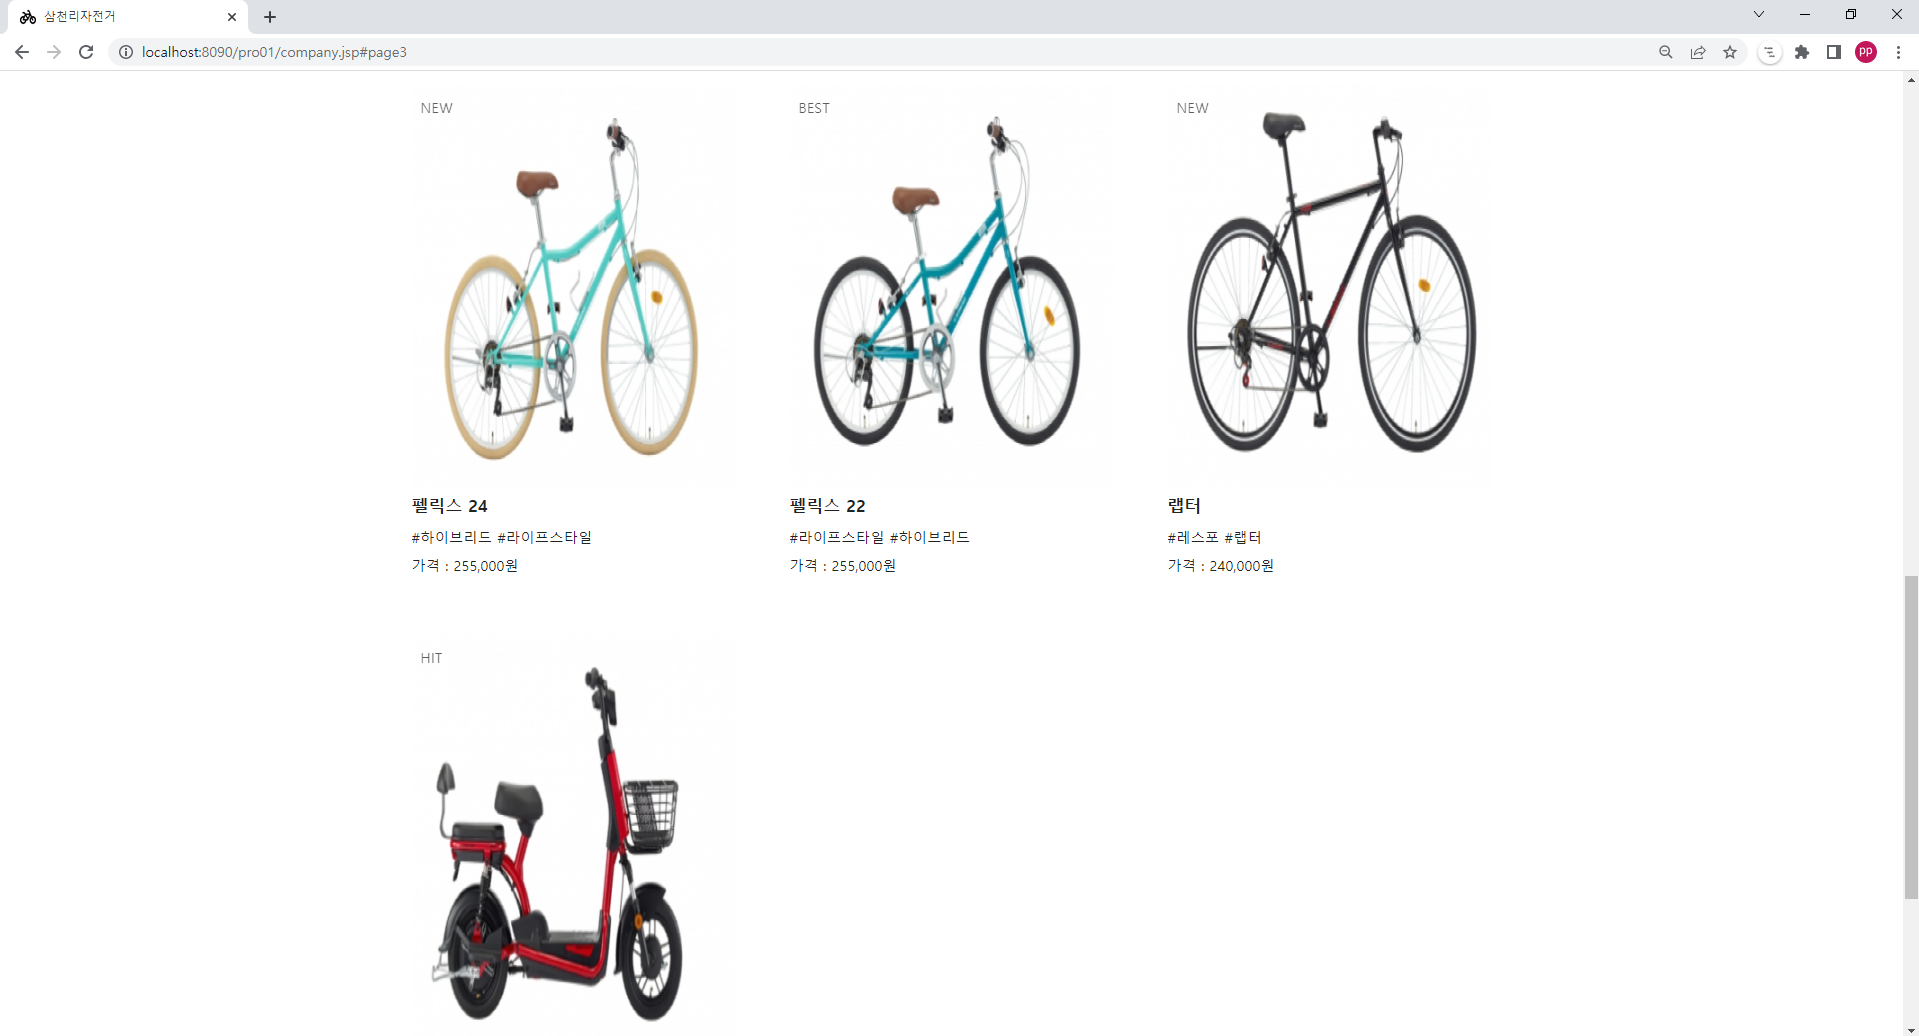 삼천리자전거
localhost:8090/pro01/company.jsp#page3
pp
NEW
BEST
NEW
펠릭스 24
펠릭스 22
랩터
#하이브리드 #라이프스타일
#라이프스타일 #하이브리드
#레스포 #랩터
가격 : 255,000원
가격 : 255,000원
가격 : 240,000원
HIT